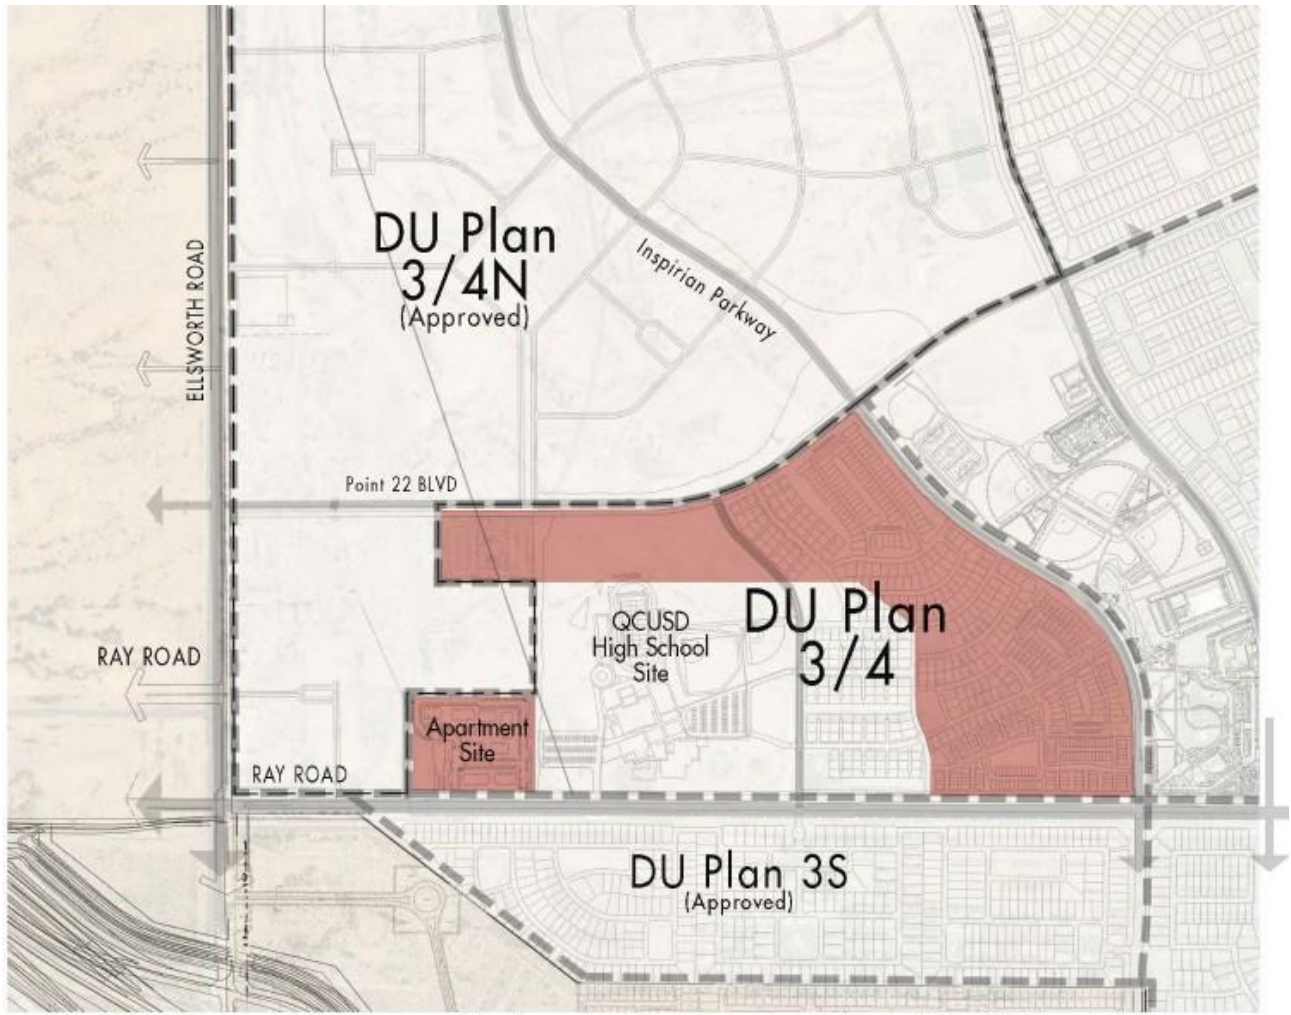 DU Plan
3/4N
(Approved)
ELLSWORTH ROAD
Inspirian Parkway
Point 22 BLVD
QCUSD
High School
Site
DU Plan
3/4
RAY ROAD
Apartment
Site
RAY ROAD
DU Plan 3S
(Approved)